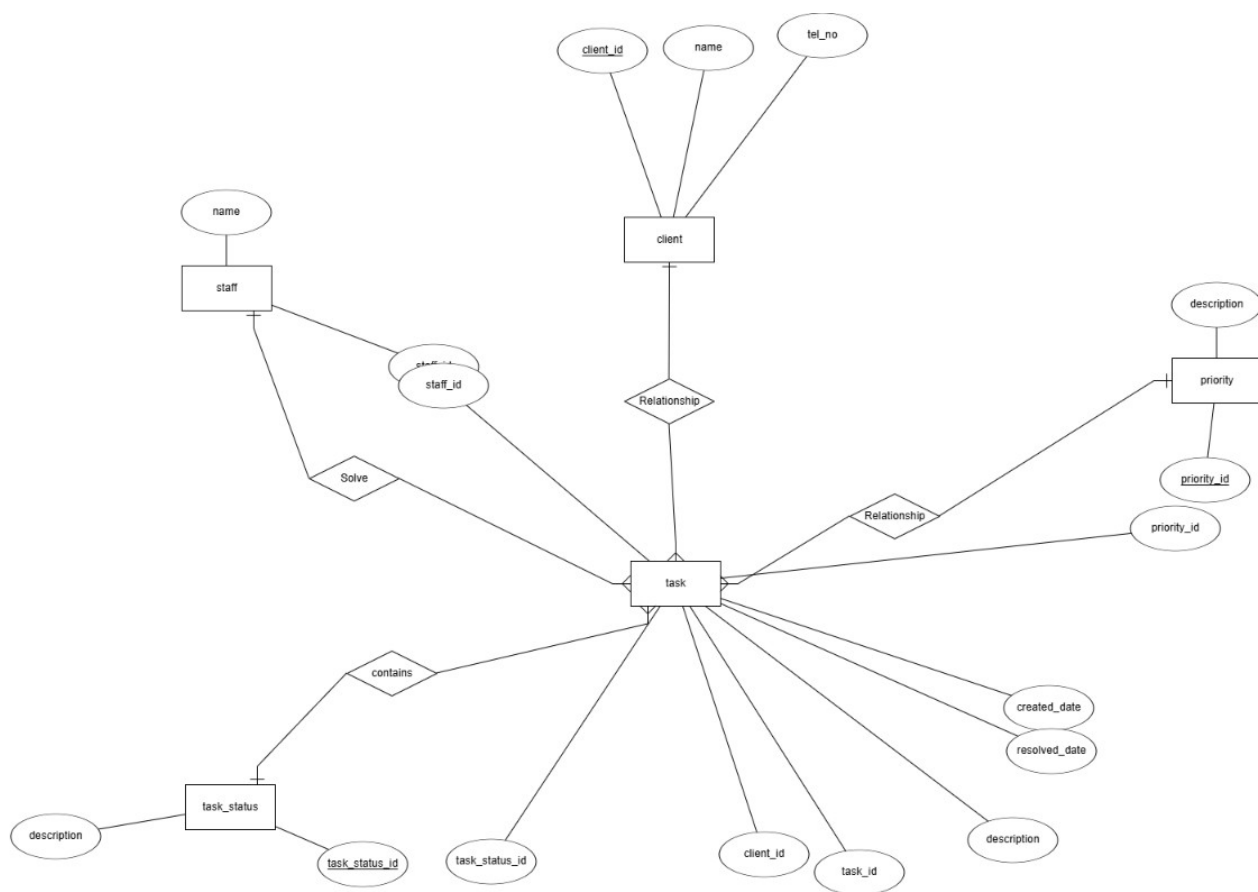 client_id
name
tel_no
name
client
staff
description
staff_id
staff_id
priority
Relationship
Solve
priority_id
Relationship
priority_id
task
contains
created_date
resolved_date
task_status
description
task_status_id
task_status_id
client_id
task_id
description